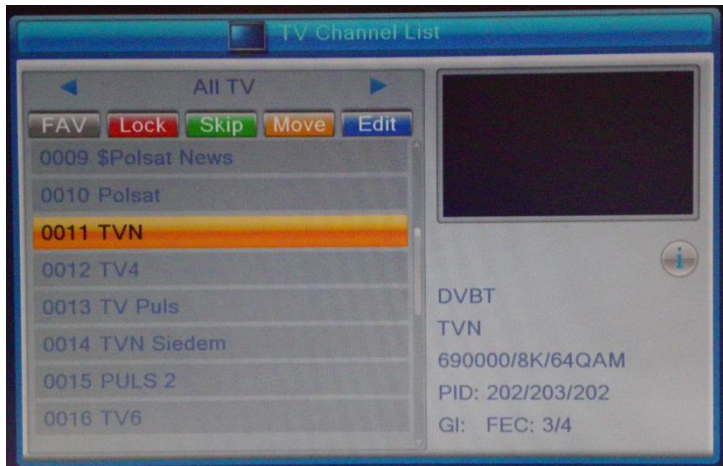 TV Channel List
All TV
FAV Lock Skip Move Edit
0009 $Polsat News
0010 Polsat
0011 TVN
0012 TV4
0013 TV Puls
0014 TVN Siedem
0015 PULS 2
0016 TV6
i
DVBT
TVN
690000/8K/64QAM
PID: 202/203/202
GI: FEC: 3/4